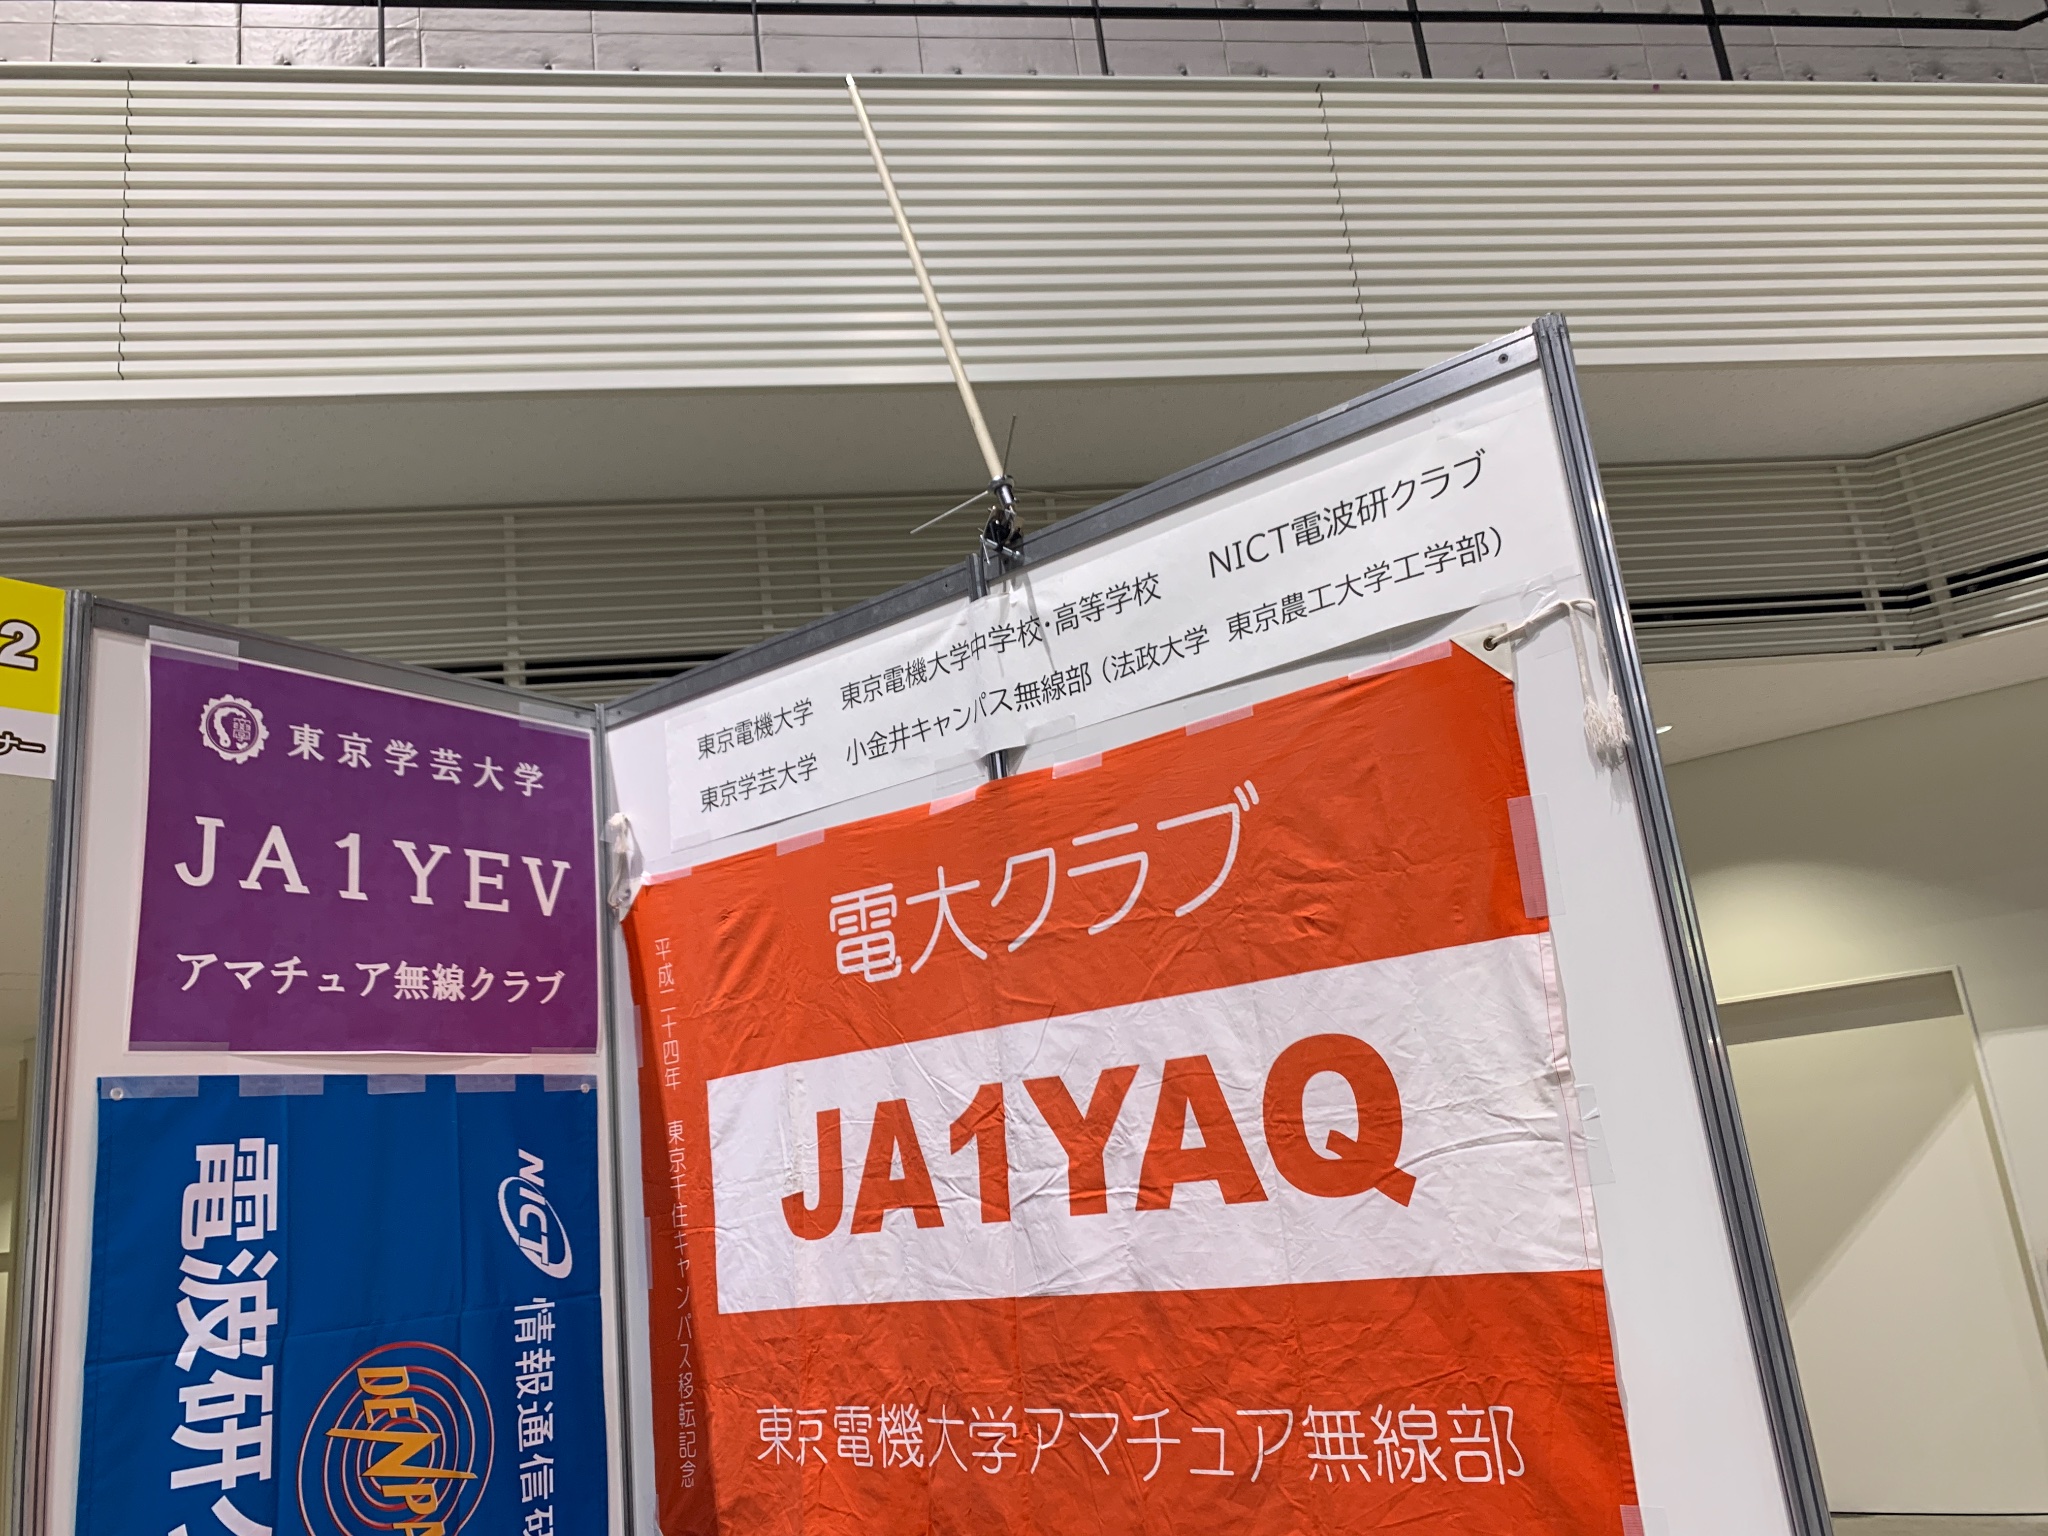 2
ナー
東京学芸大学
JA1YEV
アマチュア無線クラブ
NICT
情報通信研
電波研
DENPA
東京電機大学 東京電機大学中学校・高等学校 NICT電波研クラブ
東京学芸大学 小金井キャンパス無線部（法政大学 東京農工大学工学部）
電大クラブ
JA1YAQ
東京電機大学アマチュア無線部
平成二十四年 東京千住キャンパス移転記念